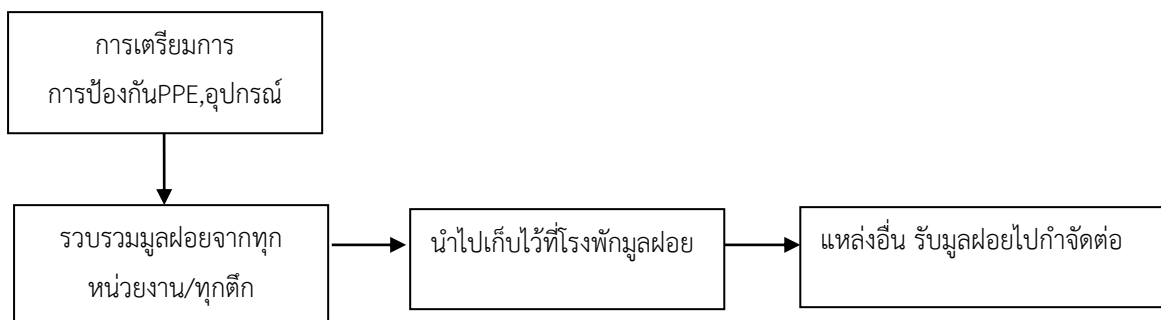 การเตรียมการ
การป้องกันPPE,อุปกรณ์
รวบรวมมูลฝอยจากทุก
หน่วยงาน/ทุกตึก
นำไปเก็บไว้ที่โรงพักมูลฝอย
แหล่งอื่น รับมูลฝอยไปกำจัดต่อ